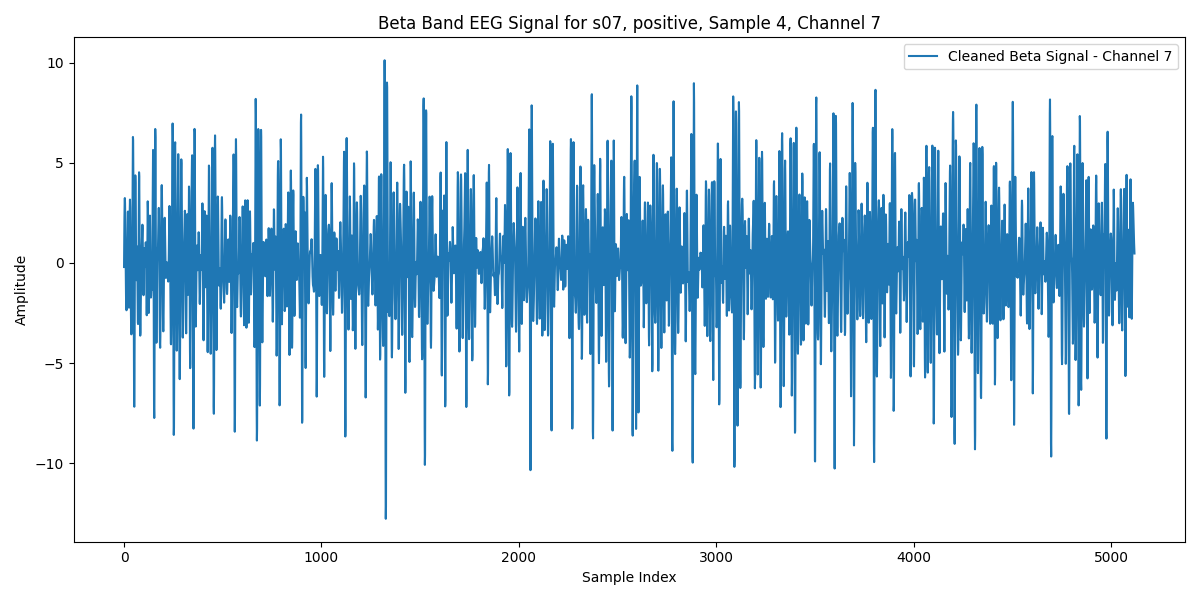 Beta Band EEG Signal for s07, positive, Sample 4, Channel 7
Cleaned Beta Signal - Channel 7
Amplitude
10
5
0
−5
−10
0 1000 2000 3000 4000 5000
Sample Index